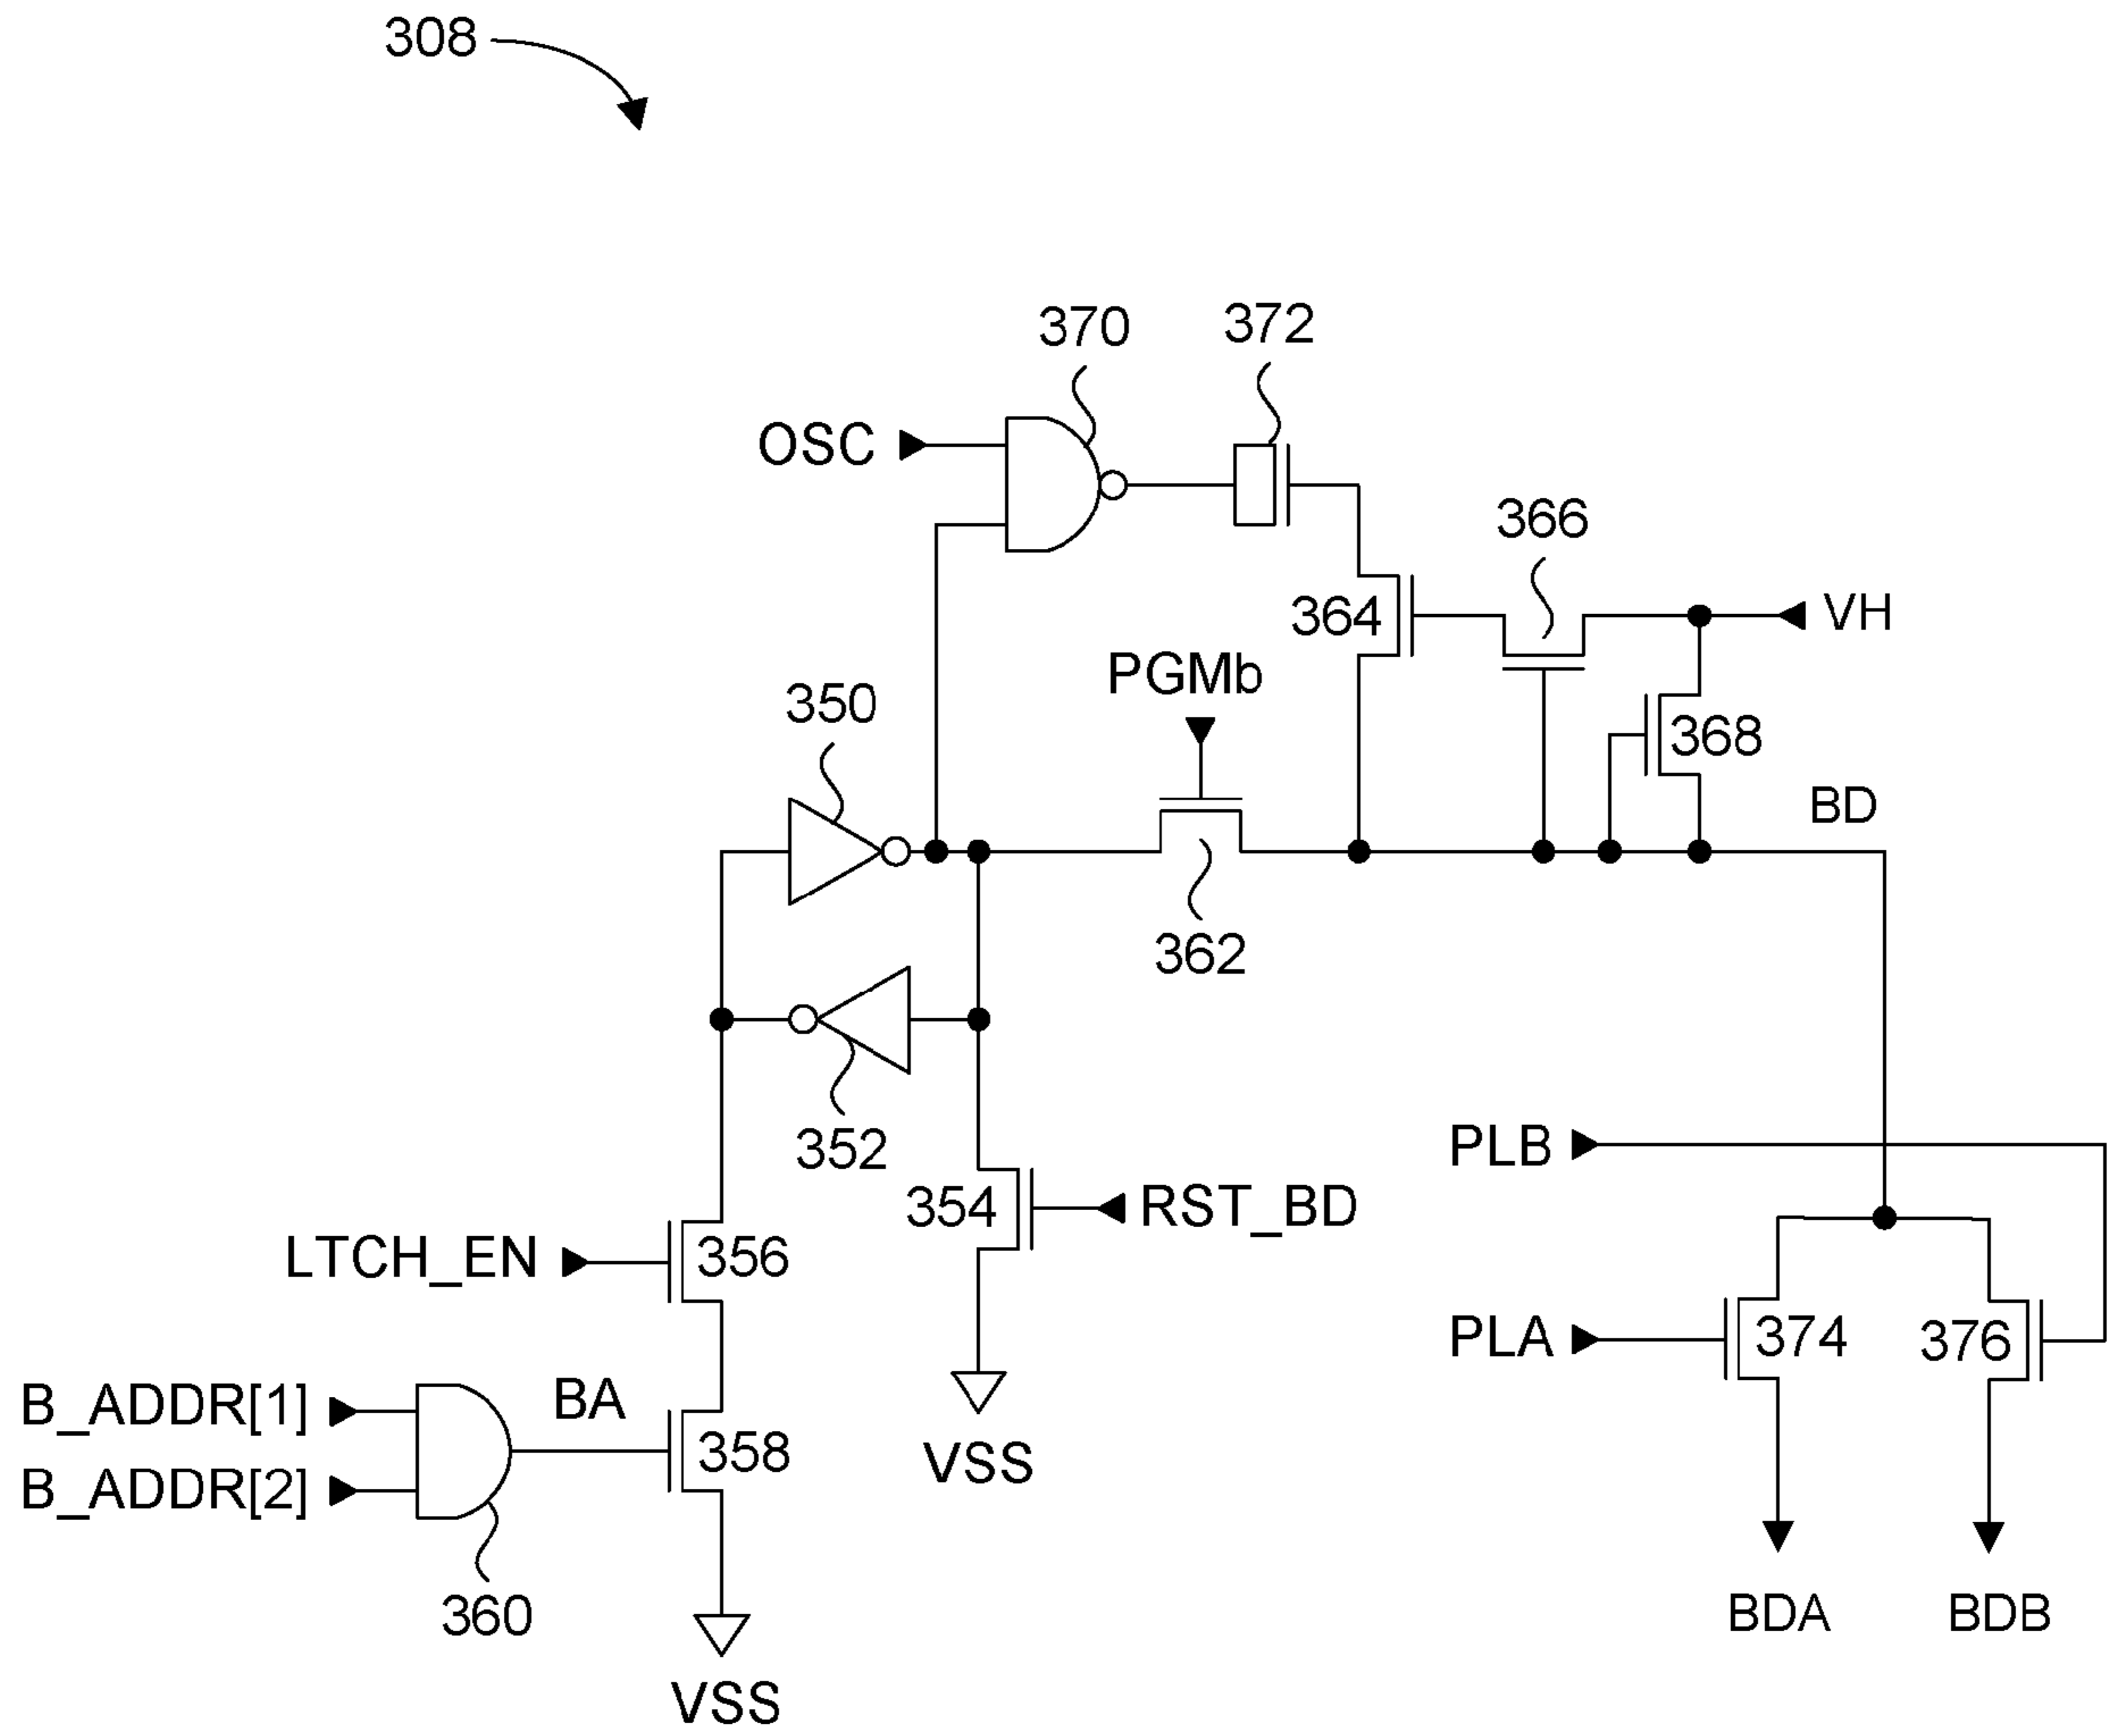 308
370
372
OSC
366
364
VH
PGMb
350
368
BD
362
352
PLB
354
RST_BD
LTCH_EN
356
PLA
374
376
B_ADDR[1]
BA
358
VSS
B_ADDR[2]
360
BDA
BDB
VSS